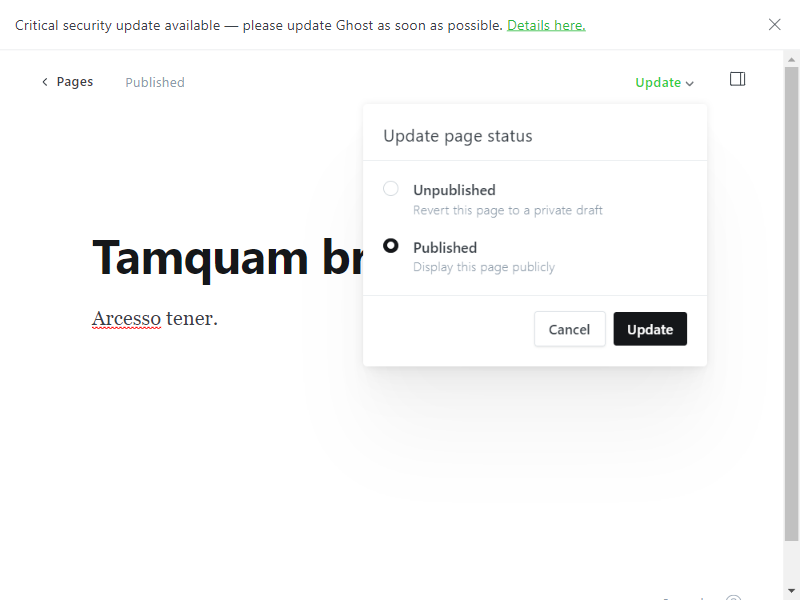 Critical security update available — please update Ghost as soon as possible. Details here.
Pages
Published
Update
Update page status
Unpublished
Revert this page to a private draft
Published
Display this page publicly
Tamquam br
Arcesso tener.
Cancel
Update